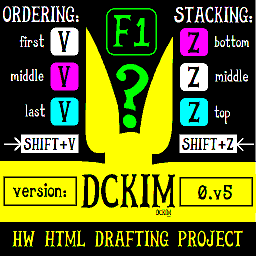 ORDERING:
STACKING:
F1
?
first V
middle V
last V
SHIFT+V
Z bottom
Z middle
Z top
SHIFT+Z
version:
DCKIM
DCKIM
0.v5
HW HTML DRAFTING PROJECT